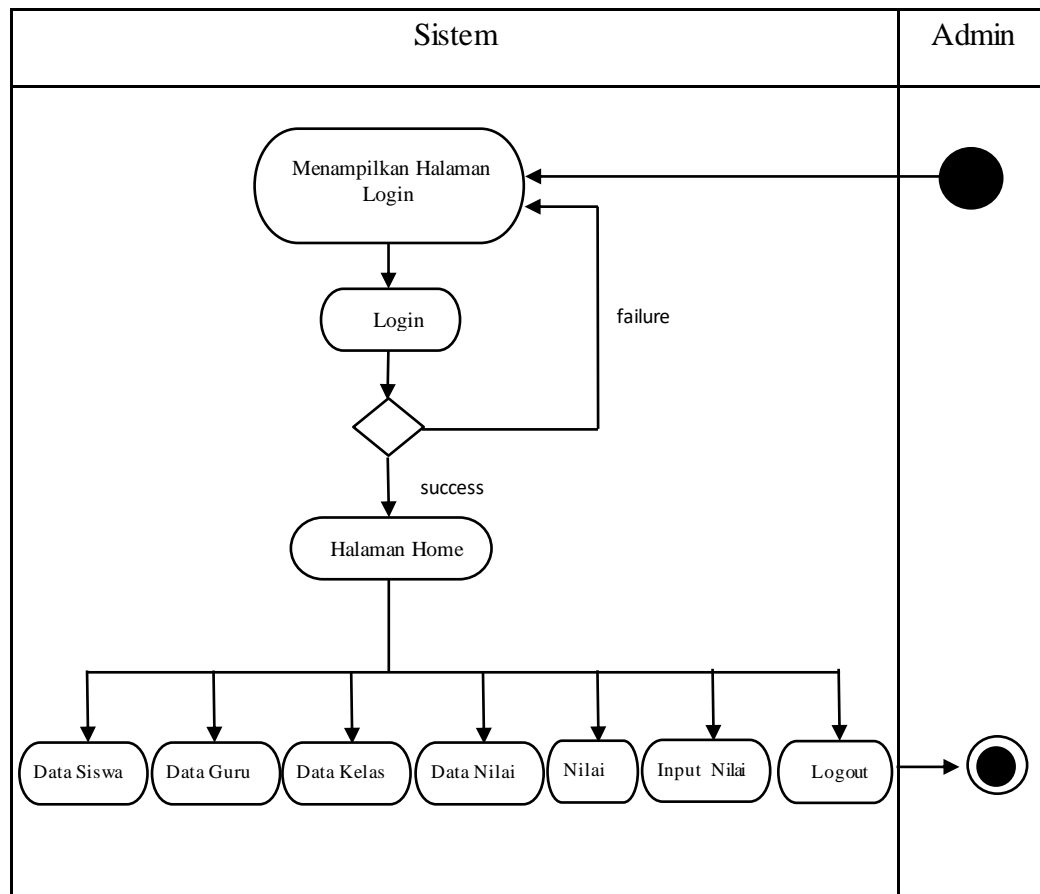 Sistem
Admin
Menampilkan Halaman
Login
Login
failure
success
Halaman Home
Data Siswa
Data Guru
Data Kelas
Data Nilai
Nilai
Input Nilai
Logout